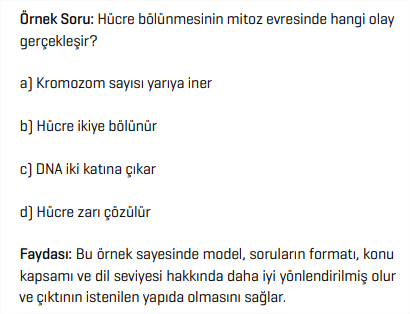 Örnek Soru: Hücre bölünmesinin mitoz evresinde hangi olay
gerçekleşir?
a) Kromozom sayısı yarıya iner
b) Hücre ikiye bölünür
c) DNA iki katına çıkar
d) Hücre zarı çözülür
Faydası: Bu örnek sayesinde model, soruların formatı, konu
kapsamı ve dil seviyesi hakkında daha iyi yönlendirilmiş olur
ve çıktının istenilen yapıda olmasını sağlar.